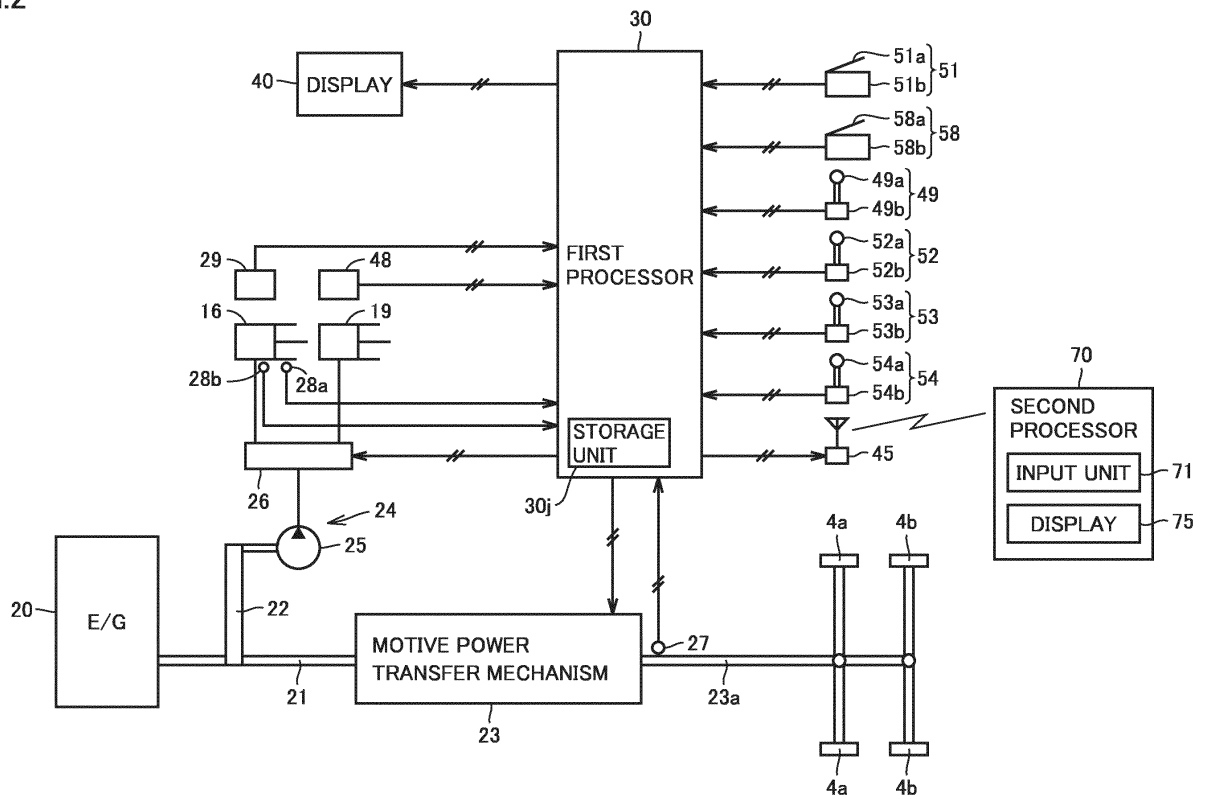 30
40
DISPLAY
51a
51b
51
58a
58b
58
49a
49b
49
52a
52b
52
53a
53b
53
54a
54b
54
29
48
FIRST
PROCESSOR
16
19
28b
28a
STORAGE
UNIT
30j
45
70
SECOND
PROCESSOR
INPUT UNIT
71
DISPLAY
75
26
24
25
4a
4b
20
E/G
22
21
MOTIVE POWER
TRANSFER MECHANISM
23
27
23a
4a
4b